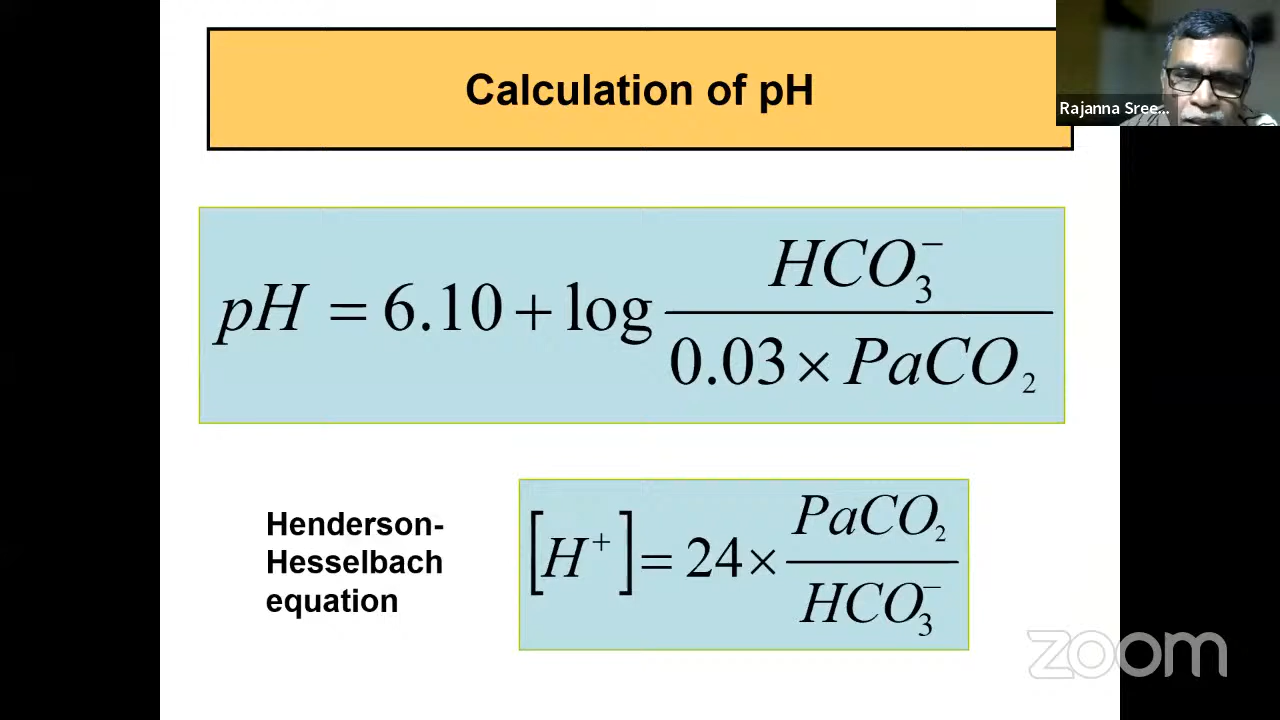 Calculation of pH
Rajanna Sree...
pH = 6.10 + log HCO₃⁻ / 0.03 × PaCO₂
Henderson-
Hesselbach
equation
[H⁺] = 24 × PaCO₂ / HCO₃⁻
zoom